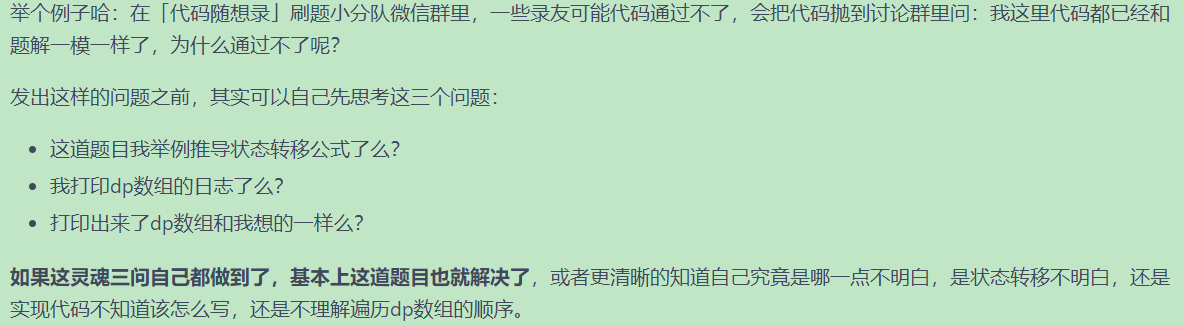 举个例子哈：在「代码随想录」刷题小分队微信群里，一些录友可能代码通过不了，会把代码抛到讨论群里问：我这里代码都已经和
题解一模一样了，为什么通过不了呢？
发出这样的问题之前，其实可以自己先思考这三个问题：
• 这道题目我举例推导状态转移公式了么？
• 我打印dp数组的日志了么？
• 打印出来了dp数组和我想的一样么？
如果这灵魂三问自己都做到了，基本上这道题目也就解决了，或者更清晰的知道自己究竟是哪一点不明白，是状态转移不明白，还是
实现代码不知道该怎么写，还是不理解遍历dp数组的顺序。